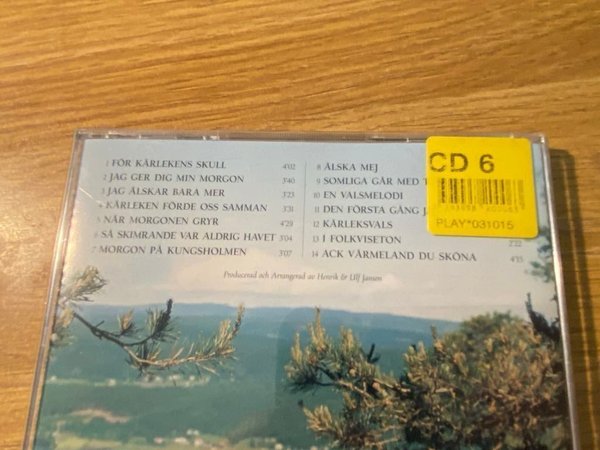 1 FÖR KÄRLEKENS SKULL 4'02
2 JAG GER DIG MIN MORGON 3'40
3 JAG ÄLSKAR BARA MER 3'23
4 KÄRLEKEN FÖRDE OSS SAMMAN 3'31
5 NÄR MORGONEN GRYR 4'29
6 SÅ SKIMRANDE VAR ALDRIG HAVET 3'04
7 MORGON PÅ KUNGSHOLMEN 3'07
8 ÄLSKA MEJ
9 SOMLIGA GÅR MED
10 EN VALSMELODI
11 DEN FÖRSTA GÅNG
12 KÄRLEKSVALS
13 I FOLKVISETON 2'22
14 ACK VÄRMELAND DU SKÖNA 4'15
CD 6
PLAY*031015
Producerad och Arrangerad av Henrik & Ulf Jansen